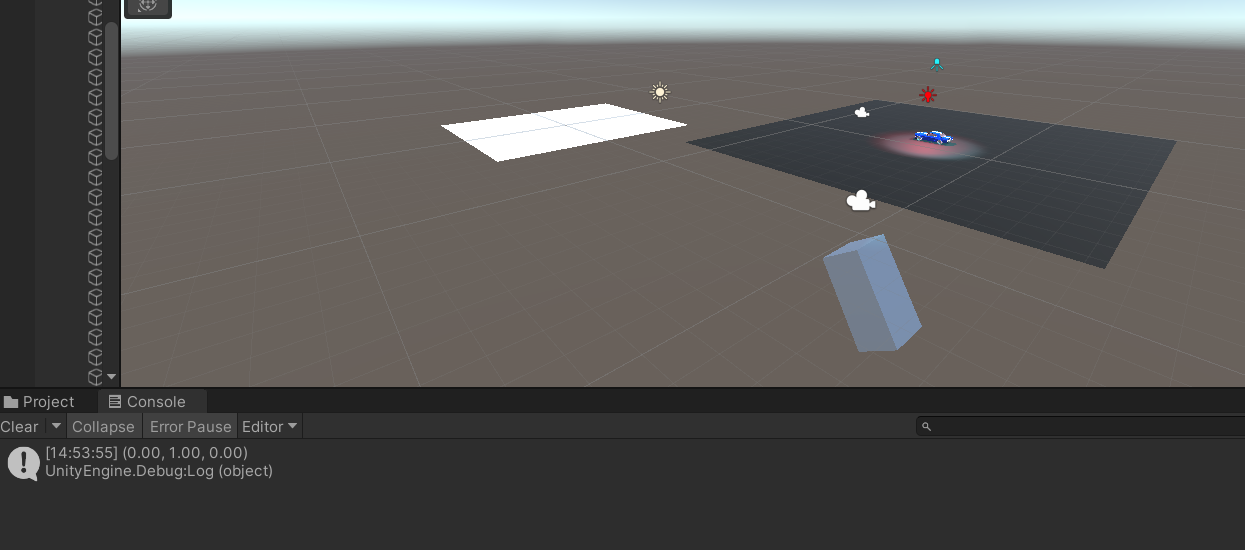 Project
Console
Clear
Collapse
Error Pause
Editor
[14:53:55] (0.00, 1.00, 0.00)
UnityEngine.Debug:Log (object)